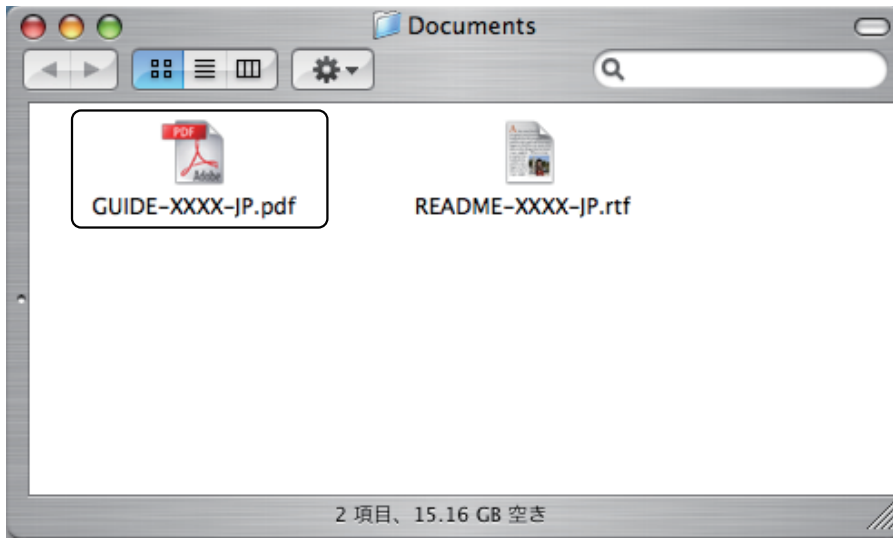 Documents
PDF
Adobe
GUIDE-XXXX-JP.pdf
README-XXXX-JP.rtf
2 項目、15.16 GB 空き